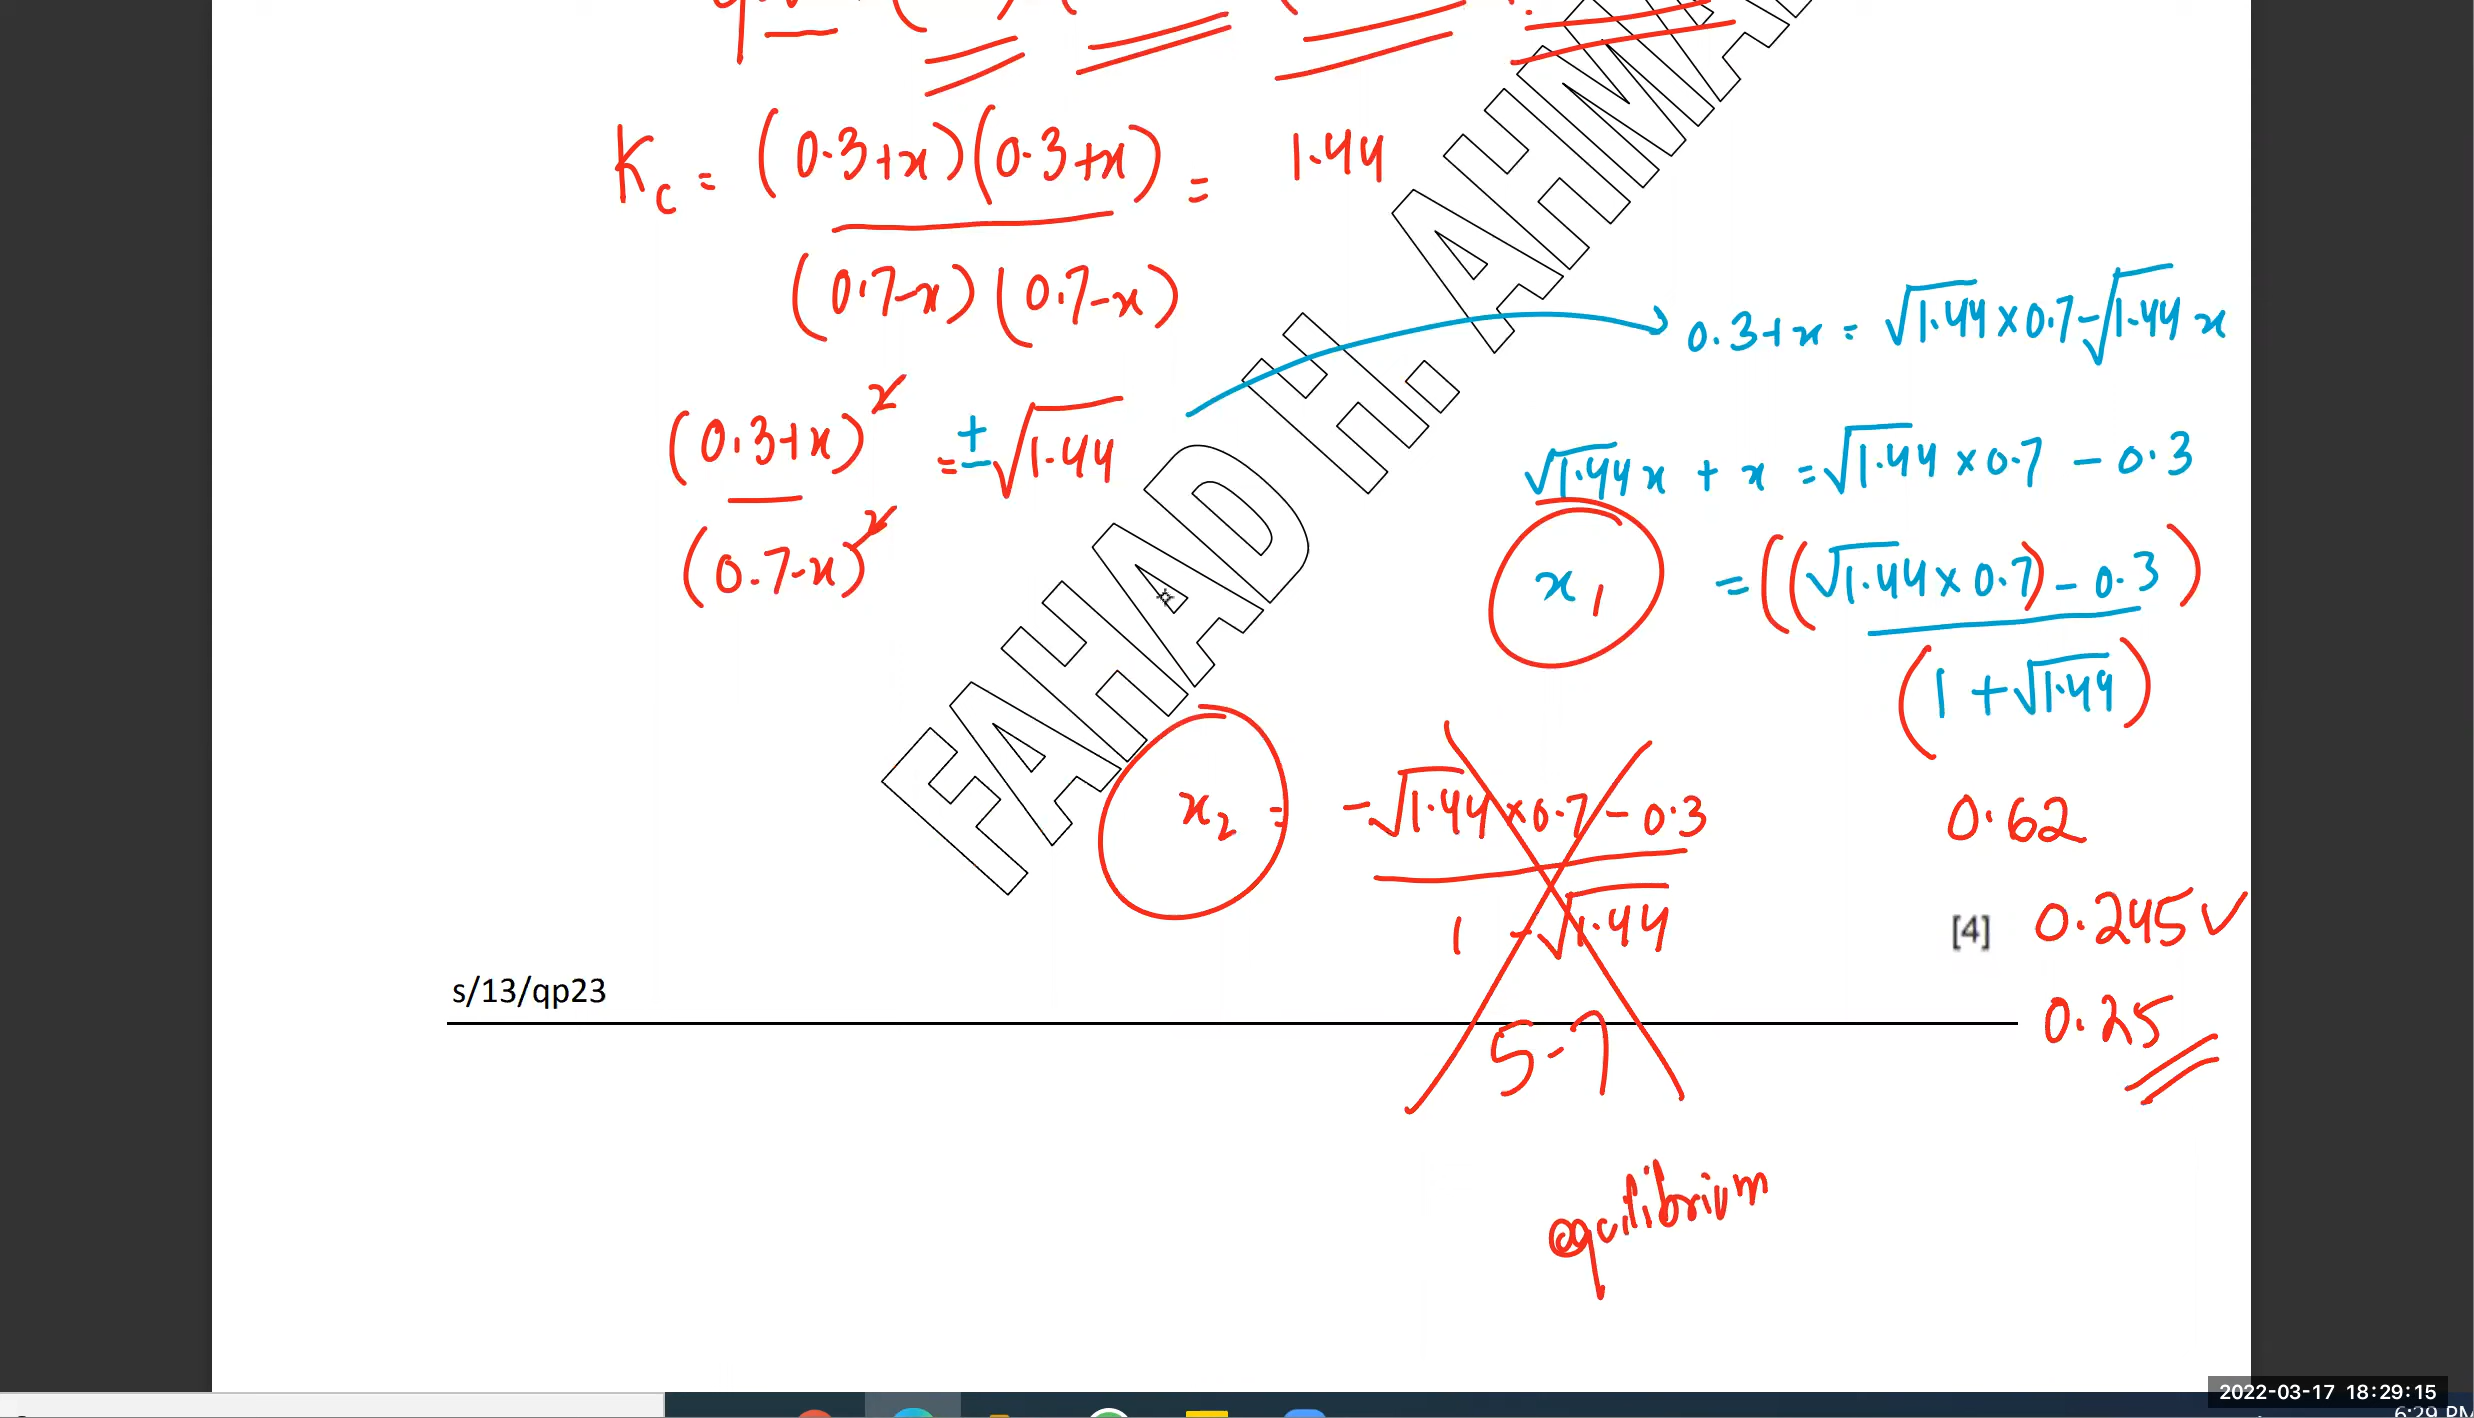 Kc = (0.3+x)(0.3+x) = 1.44
(0.7-x)(0.7-x)
0.3+x = √1.44 × 0.7 - √1.44 x
(0.3+x)² = ±√1.44
(0.7-x)²
√1.44 x + x = √1.44 × 0.7 - 0.3
x₁ = ((√1.44 × 0.7) - 0.3)
(1 + √1.44)
x₂ = -√1.44 × 0.7 - 0.3
1 - √1.44
5.7
0.62
[4] 0.245 ✓
0.25
s/13/qp23
equilibrium
FAHAD H. AHMA
2022-03-17 18:29:15